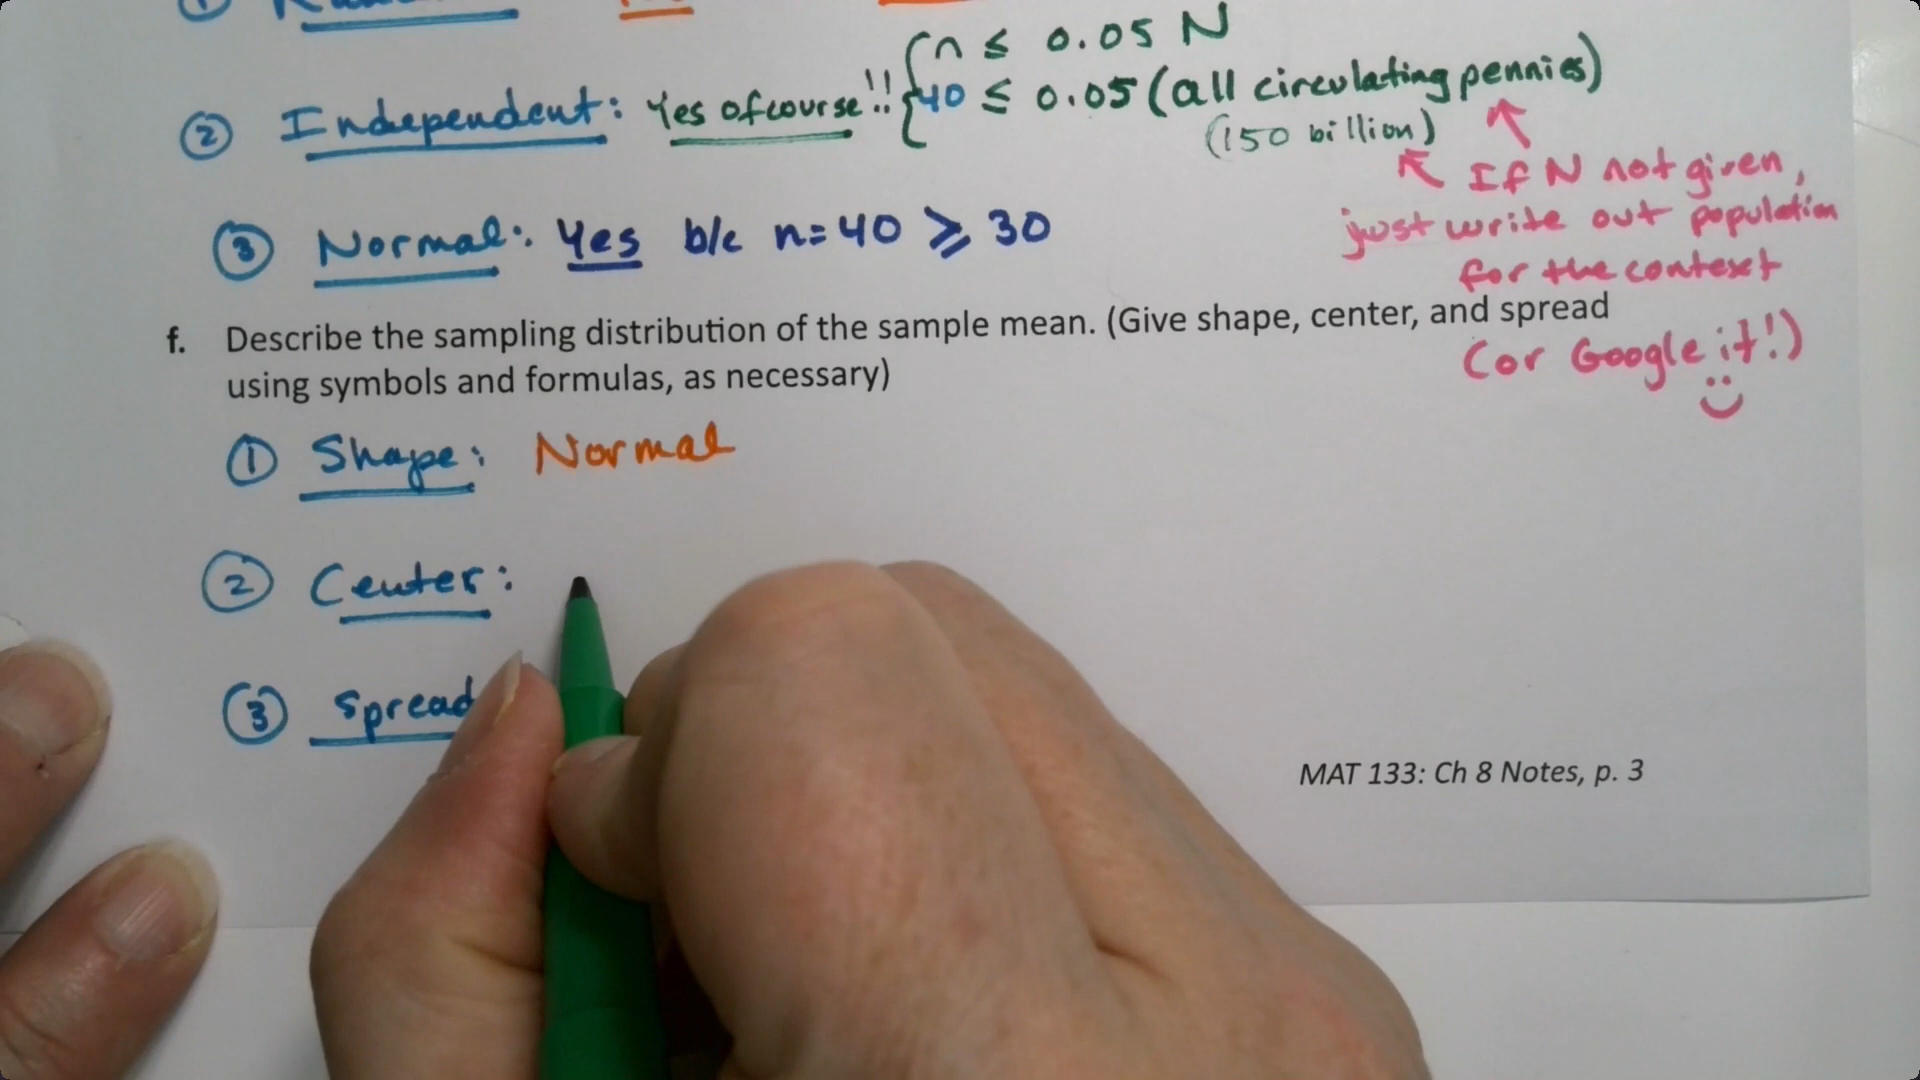 ①
② Independent: Yes of course!! { n ≤ 0.05 N
40 ≤ 0.05 (all circulating pennies)
(150 billion)
If N not given,
just write out population
for the context
(or Google it!)
③ Normal: Yes b/c n=40 ≥ 30
f. Describe the sampling distribution of the sample mean. (Give shape, center, and spread
using symbols and formulas, as necessary)
① Shape: Normal
② Center:
③ Spread
MAT 133: Ch 8 Notes, p. 3